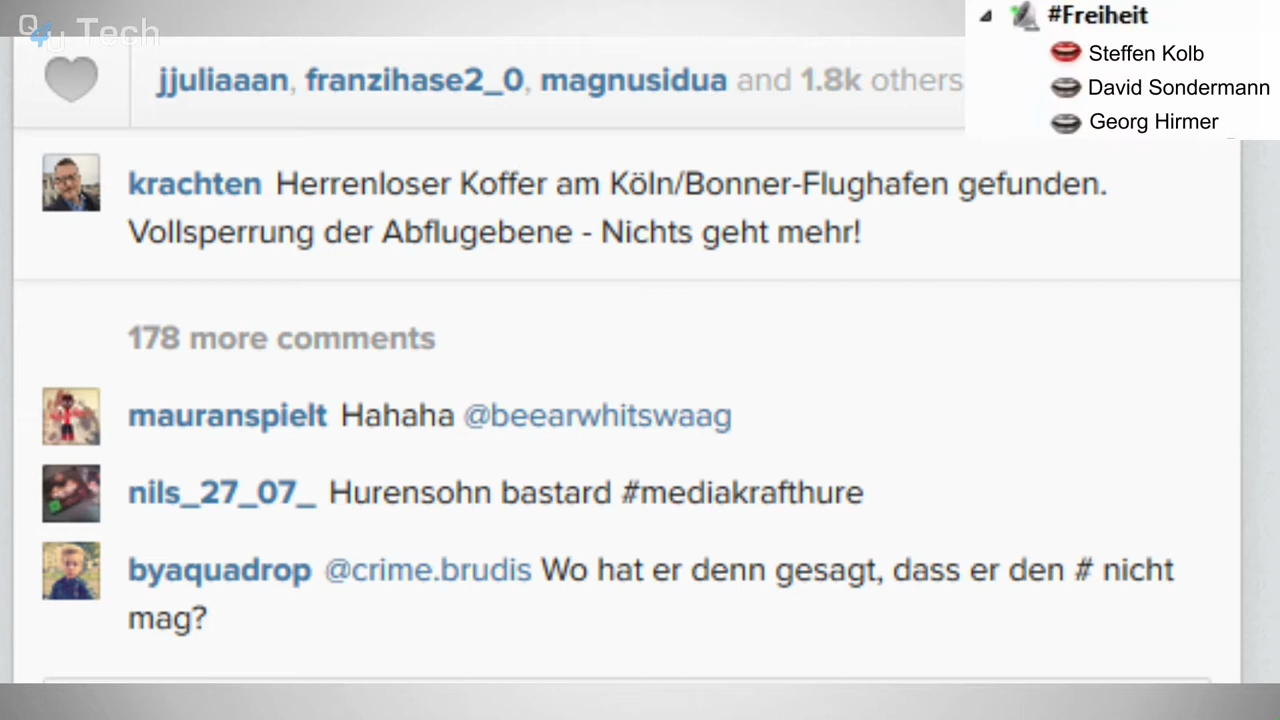 Q4U Tech
#Freiheit
Steffen Kolb
David Sondermann
Georg Hirmer
jjuliaaan, franzihase2_0, magnusidua and 1.8k others
krachten Herrenloser Koffer am Köln/Bonner-Flughafen gefunden.
Vollsperrung der Abflugebene - Nichts geht mehr!
178 more comments
mauranspielt Hahaha @beearwhitswaag
nils_27_07_ Hurensohn bastard #mediakrafthure
byaquadrop @crime.brudis Wo hat er denn gesagt, dass er den # nicht
mag?